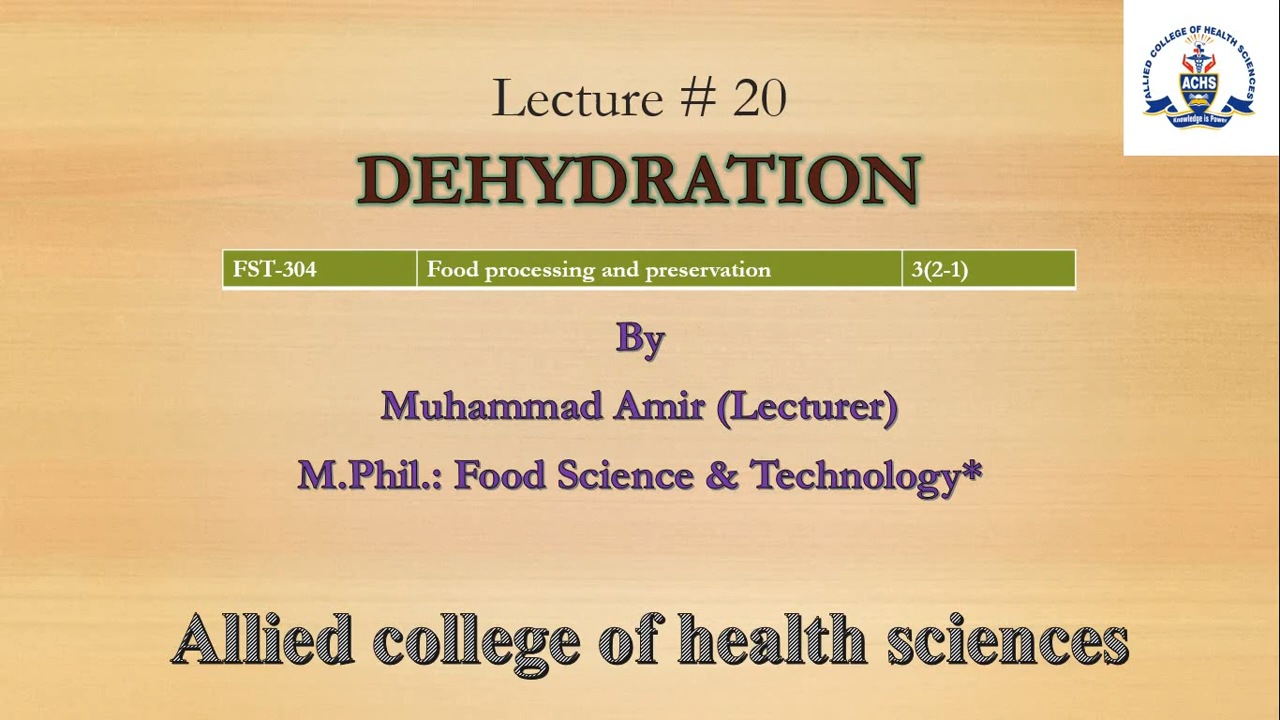 Lecture # 20
ALLIED COLLEGE OF HEALTH SCIENCES
ACHS
Knowledge is Power
DEHYDRATION
FST-304 Food processing and preservation 3(2-1)
By
Muhammad Amir (Lecturer)
M.Phil.: Food Science & Technology*
Allied college of health sciences